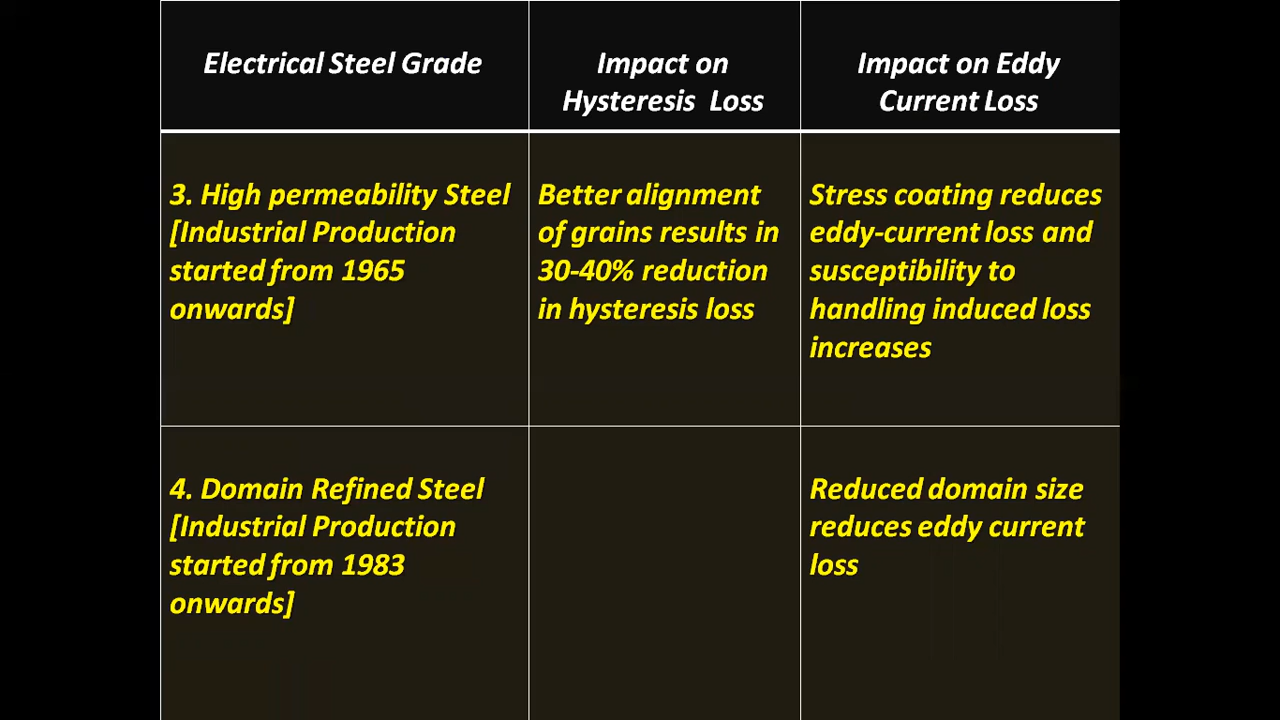 Electrical Steel Grade
Impact on
Hysteresis Loss
Impact on Eddy
Current Loss
3. High permeability Steel
[Industrial Production
started from 1965
onwards]
Better alignment
of grains results in
30-40% reduction
in hysteresis loss
Stress coating reduces
eddy-current loss and
susceptibility to
handling induced loss
increases
4. Domain Refined Steel
[Industrial Production
started from 1983
onwards]
Reduced domain size
reduces eddy current
loss